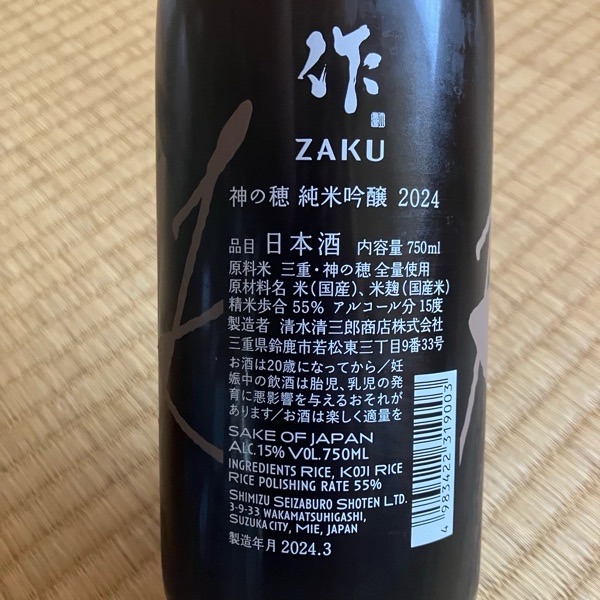 作
ZAKU
神の穂 純米吟醸 2024
品目 日本酒 内容量 750ml
原料米 三重・神の穂 全量使用
原材料名 米(国産)、米麹(国産米)
精米歩合 55% アルコール分 15度
製造者 清水清三郎商店株式会社
三重県鈴鹿市若松東三丁目9番33号
お酒は20歳になってから/妊
娠中の飲酒は胎児、乳児の発
育に悪影響を与えるおそれが
あります/お酒は楽しく適量を
SAKE OF JAPAN
ALC.15% VOL.750ML
INGREDIENTS RICE, KOJI RICE
RICE POLISHING RATE 55%
SHIMIZU SEIZABURO SHOTEN LTD.
3-9-33 WAKAMATSUHIGASHI,
SUZUKA CITY, MIE, JAPAN
製造年月 2024.3
4 983422 319003